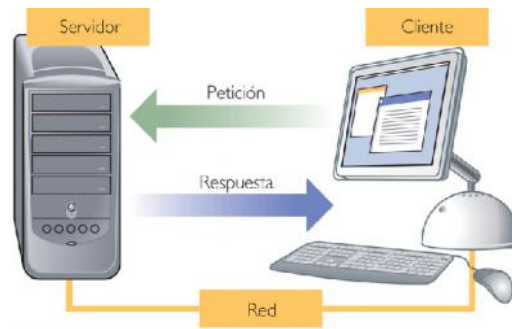 Servidor
Cliente
Petición
Respuesta
Red